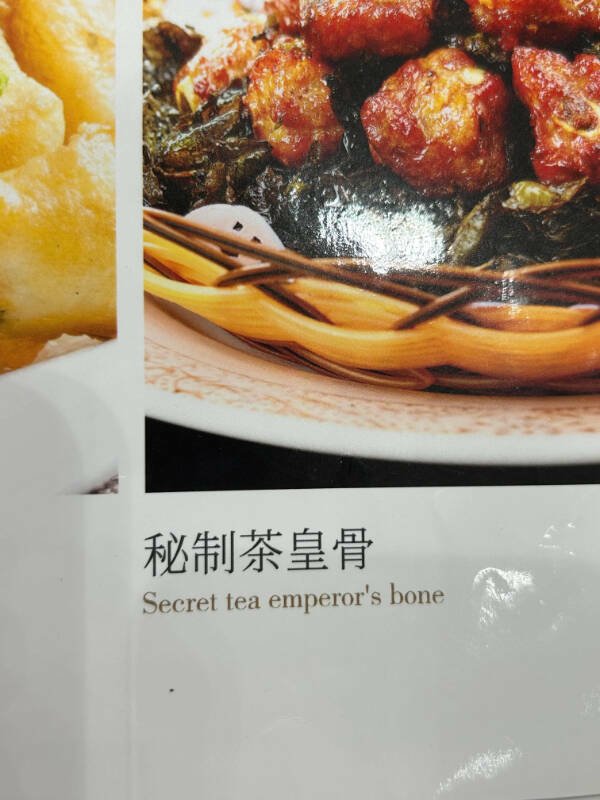 秘制茶皇骨
Secret tea emperor's bone